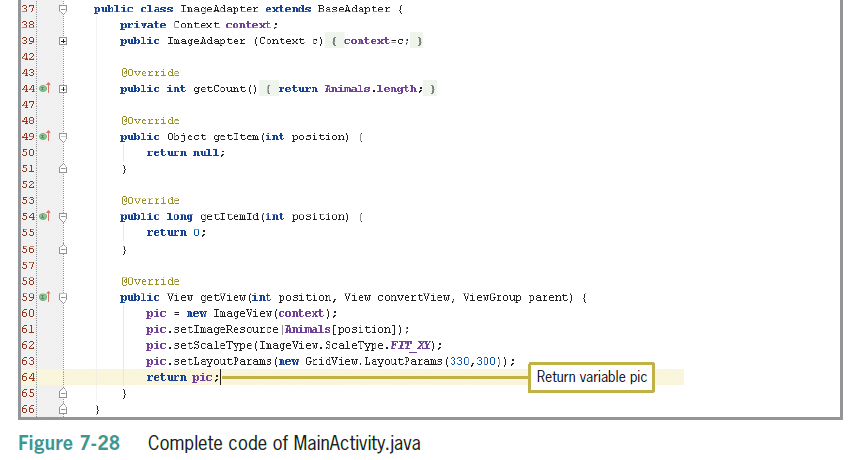 37 public class ImageAdapter extends BaseAdapter {
38 private Context context;
39 public ImageAdapter (Context c) { context=c; }
42
43 @Override
44 public int getCount() { return Animals.length; }
47
48 @Override
49 public Object getItem(int position) {
50 return null;
51 }
52
53 @Override
54 public long getItemId(int position) {
55 return 0;
56 }
57
58 @Override
59 public View getView(int position, View convertView, ViewGroup parent) {
60 pic = new ImageView(context);
61 pic.setImageResource(Animals[position]);
62 pic.setScaleType(ImageView.ScaleType.FIT_XY);
63 pic.setLayoutParams(new GridView.LayoutParams(330,300));
64 return pic; Return variable pic
65 }
66 }
Figure 7-28 Complete code of MainActivity.java